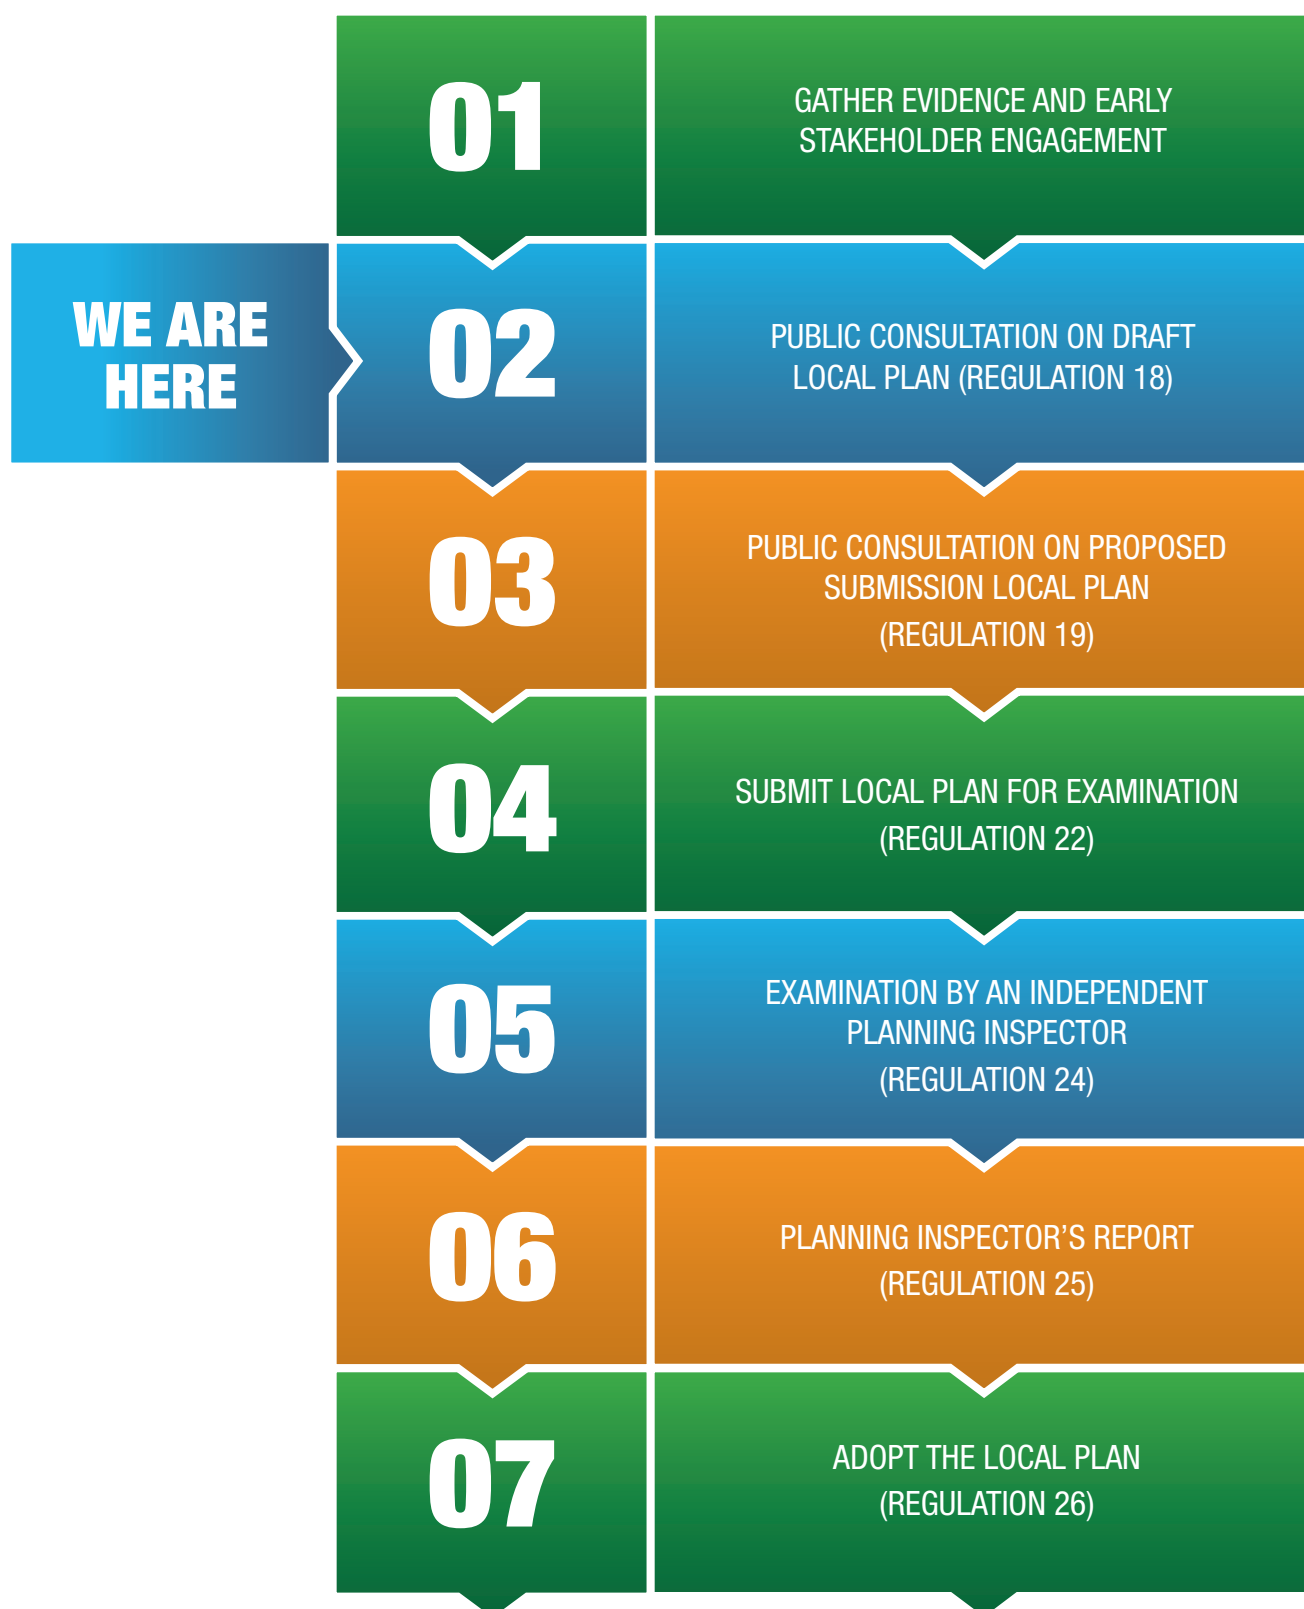 01
GATHER EVIDENCE AND EARLY
STAKEHOLDER ENGAGEMENT
WE ARE
HERE
02
PUBLIC CONSULTATION ON DRAFT
LOCAL PLAN (REGULATION 18)
03
PUBLIC CONSULTATION ON PROPOSED
SUBMISSION LOCAL PLAN
(REGULATION 19)
04
SUBMIT LOCAL PLAN FOR EXAMINATION
(REGULATION 22)
05
EXAMINATION BY AN INDEPENDENT
PLANNING INSPECTOR
(REGULATION 24)
06
PLANNING INSPECTOR’S REPORT
(REGULATION 25)
07
ADOPT THE LOCAL PLAN
(REGULATION 26)